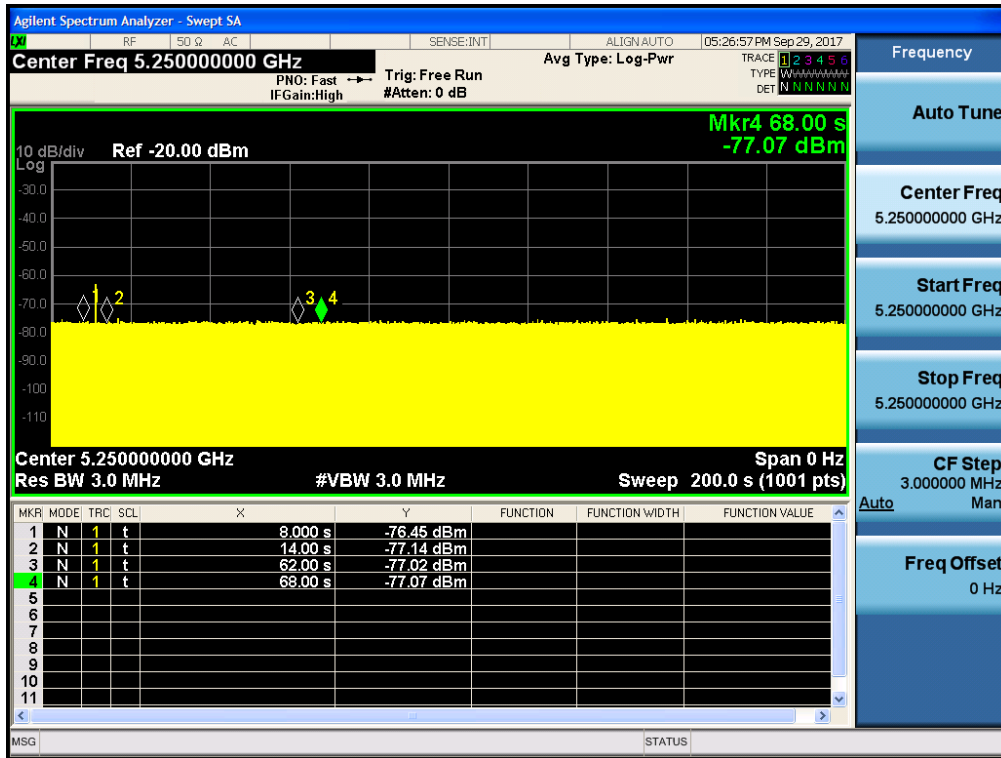 Agilent Spectrum Analyzer - Swept SA
LXI RF 50 Ω AC SENSE:INT ALIGN AUTO 05:26:57 PM Sep 29, 2017
Center Freq 5.250000000 GHz Avg Type: Log-Pwr TRACE 1 2 3 4 5 6
PNO: Fast Trig: Free Run TYPE W
IFGain:High #Atten: 0 dB DET N N N N N N
Mkr4 68.00 s
10 dB/div Ref -20.00 dBm -77.07 dBm
Log
-30.0
-40.0
-50.0
-60.0
-70.0
-80.0
-90.0
-100
-110
1 2 3 4
Center 5.250000000 GHz Span 0 Hz
Res BW 3.0 MHz #VBW 3.0 MHz Sweep 200.0 s (1001 pts)
MKR MODE TRC SCL X Y FUNCTION FUNCTION WIDTH FUNCTION VALUE
1 N 1 t 8.000 s -76.45 dBm
2 N 1 t 14.00 s -77.14 dBm
3 N 1 t 62.00 s -77.02 dBm
4 N 1 t 68.00 s -77.07 dBm
5
6
7
8
9
10
11
MSG STATUS
Frequency
Auto Tune
Center Freq
5.250000000 GHz
Start Freq
5.250000000 GHz
Stop Freq
5.250000000 GHz
CF Step
3.000000 MHz
Auto Man
Freq Offset
0 Hz